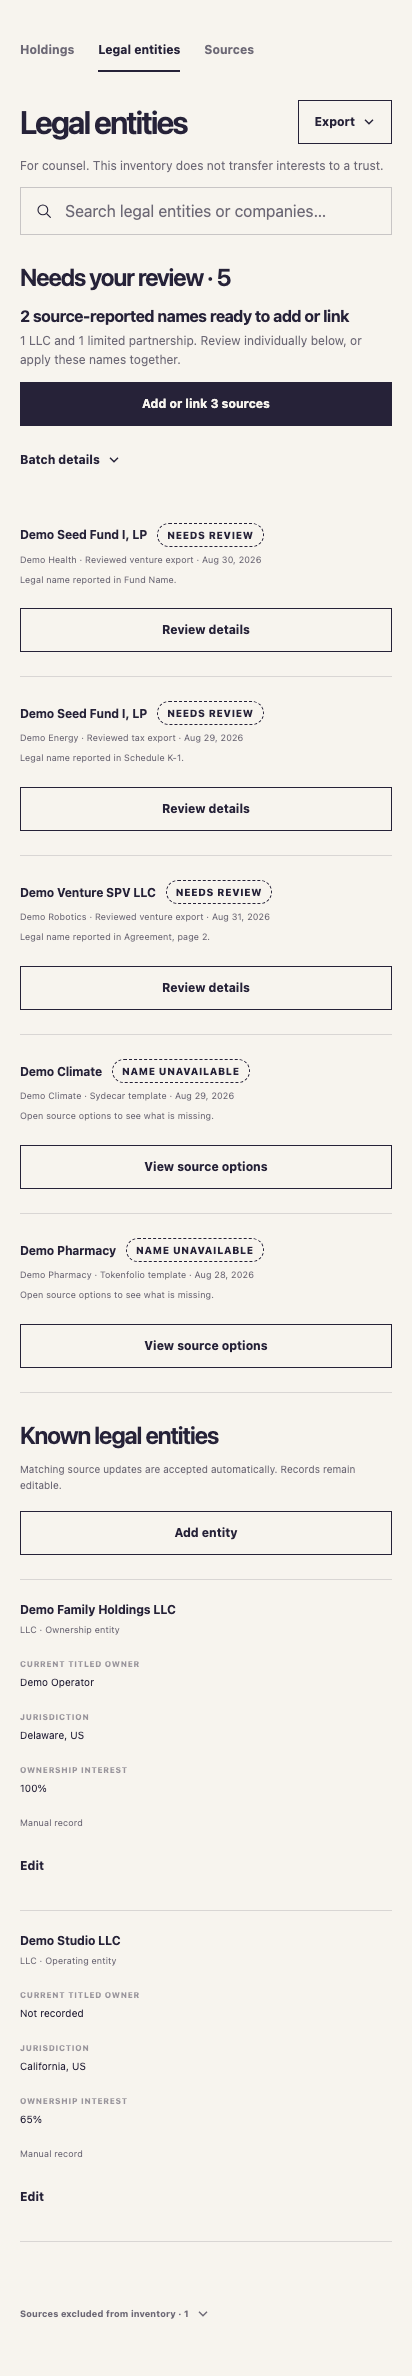 Holdings Legal entities Sources
Legal entities
Export
For counsel. This inventory does not transfer interests to a trust.
Search legal entities or companies...
Needs your review · 5
2 source-reported names ready to add or link
1 LLC and 1 limited partnership. Review individually below, or
apply these names together.
Add or link 3 sources
Batch details
Demo Seed Fund I, LP NEEDS REVIEW
Demo Health · Reviewed venture export · Aug 30, 2026
Legal name reported in Fund Name.
Review details
Demo Seed Fund I, LP NEEDS REVIEW
Demo Energy · Reviewed tax export · Aug 29, 2026
Legal name reported in Schedule K-1.
Review details
Demo Venture SPV LLC NEEDS REVIEW
Demo Robotics · Reviewed venture export · Aug 31, 2026
Legal name reported in Agreement, page 2.
Review details
Demo Climate NAME UNAVAILABLE
Demo Climate · Sydecar template · Aug 29, 2026
Open source options to see what is missing.
View source options
Demo Pharmacy NAME UNAVAILABLE
Demo Pharmacy · Tokenfolio template · Aug 28, 2026
Open source options to see what is missing.
View source options
Known legal entities
Matching source updates are accepted automatically. Records remain
editable.
Add entity
Demo Family Holdings LLC
LLC · Ownership entity
CURRENT TITLED OWNER
Demo Operator
JURISDICTION
Delaware, US
OWNERSHIP INTEREST
100%
Manual record
Edit
Demo Studio LLC
LLC · Operating entity
CURRENT TITLED OWNER
Not recorded
JURISDICTION
California, US
OWNERSHIP INTEREST
65%
Manual record
Edit
Sources excluded from inventory · 1